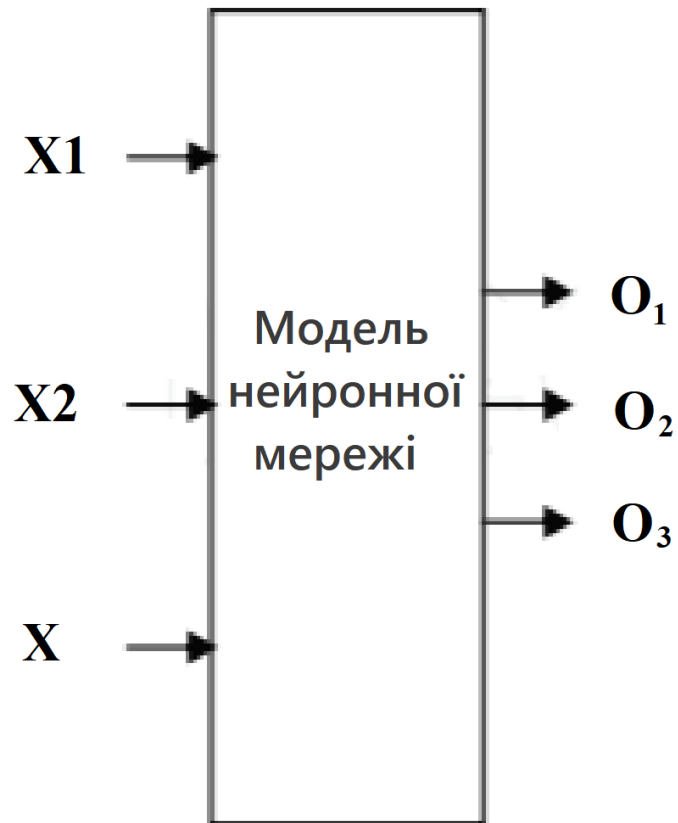 X1
X2
X
Модель
нейронної
мережі
O₁
O₂
O₃